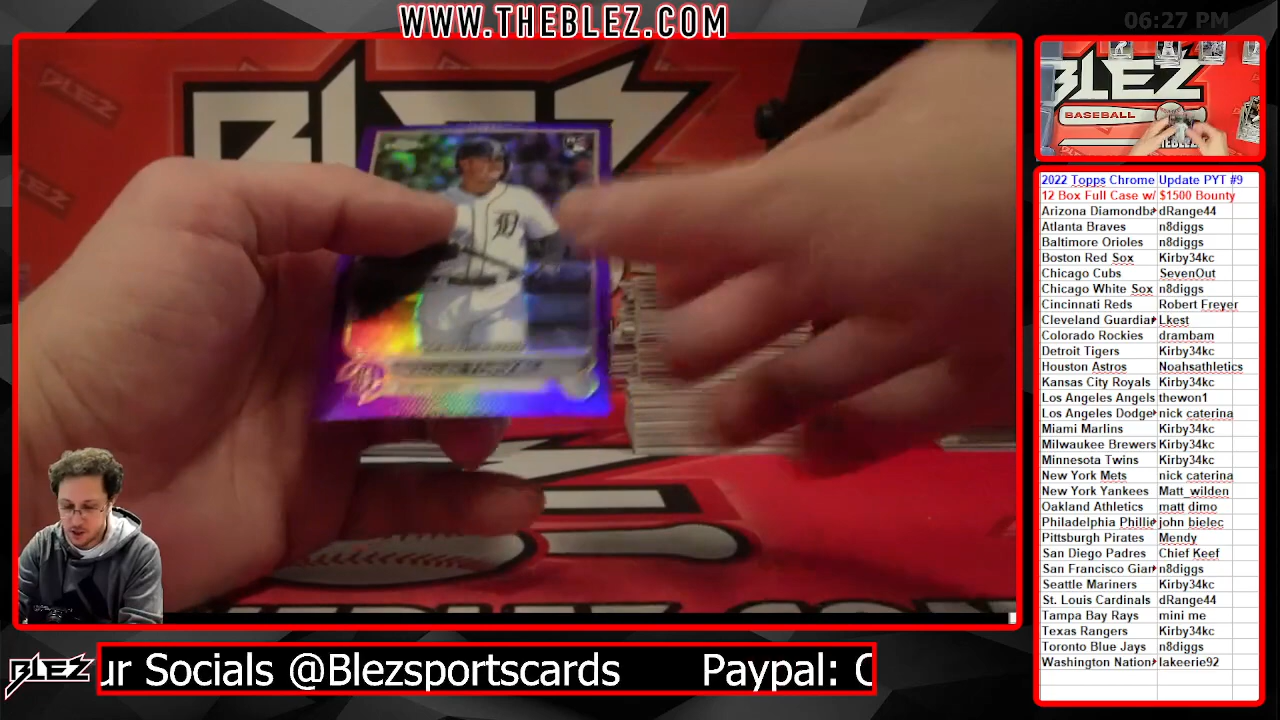 WWW.THEBLEZ.COM
06:27 PM
BLEZ
BLEZ
BLEZ
BASEBALL
D
RC
2022 Topps Chrome Update PYT #9
12 Box Full Case w/ $1500 Bounty
Arizona Diamondba dRange44
Atlanta Braves n8diggs
Baltimore Orioles n8diggs
Boston Red Sox Kirby34kc
Chicago Cubs SevenOut
Chicago White Sox n8diggs
Cincinnati Reds Robert Freyer
Cleveland Guardia Lkest
Colorado Rockies drambam
Detroit Tigers Kirby34kc
Houston Astros Noahsathletics
Kansas City Royals Kirby34kc
Los Angeles Angels thewon1
Los Angeles Dodge nick caterina
Miami Marlins Kirby34kc
Milwaukee Brewers Kirby34kc
Minnesota Twins Kirby34kc
New York Mets nick caterina
New York Yankees Matt_wilden
Oakland Athletics matt dimo
Philadelphia Phillie john bielec
Pittsburgh Pirates Mendy
San Diego Padres Chief Keef
San Francisco Gian n8diggs
Seattle Mariners Kirby34kc
St. Louis Cardinals dRange44
Tampa Bay Rays mini me
Texas Rangers Kirby34kc
Toronto Blue Jays n8diggs
Washington Nation lakeerie92
BLEZ
ur Socials @Blezsportscards Paypal: